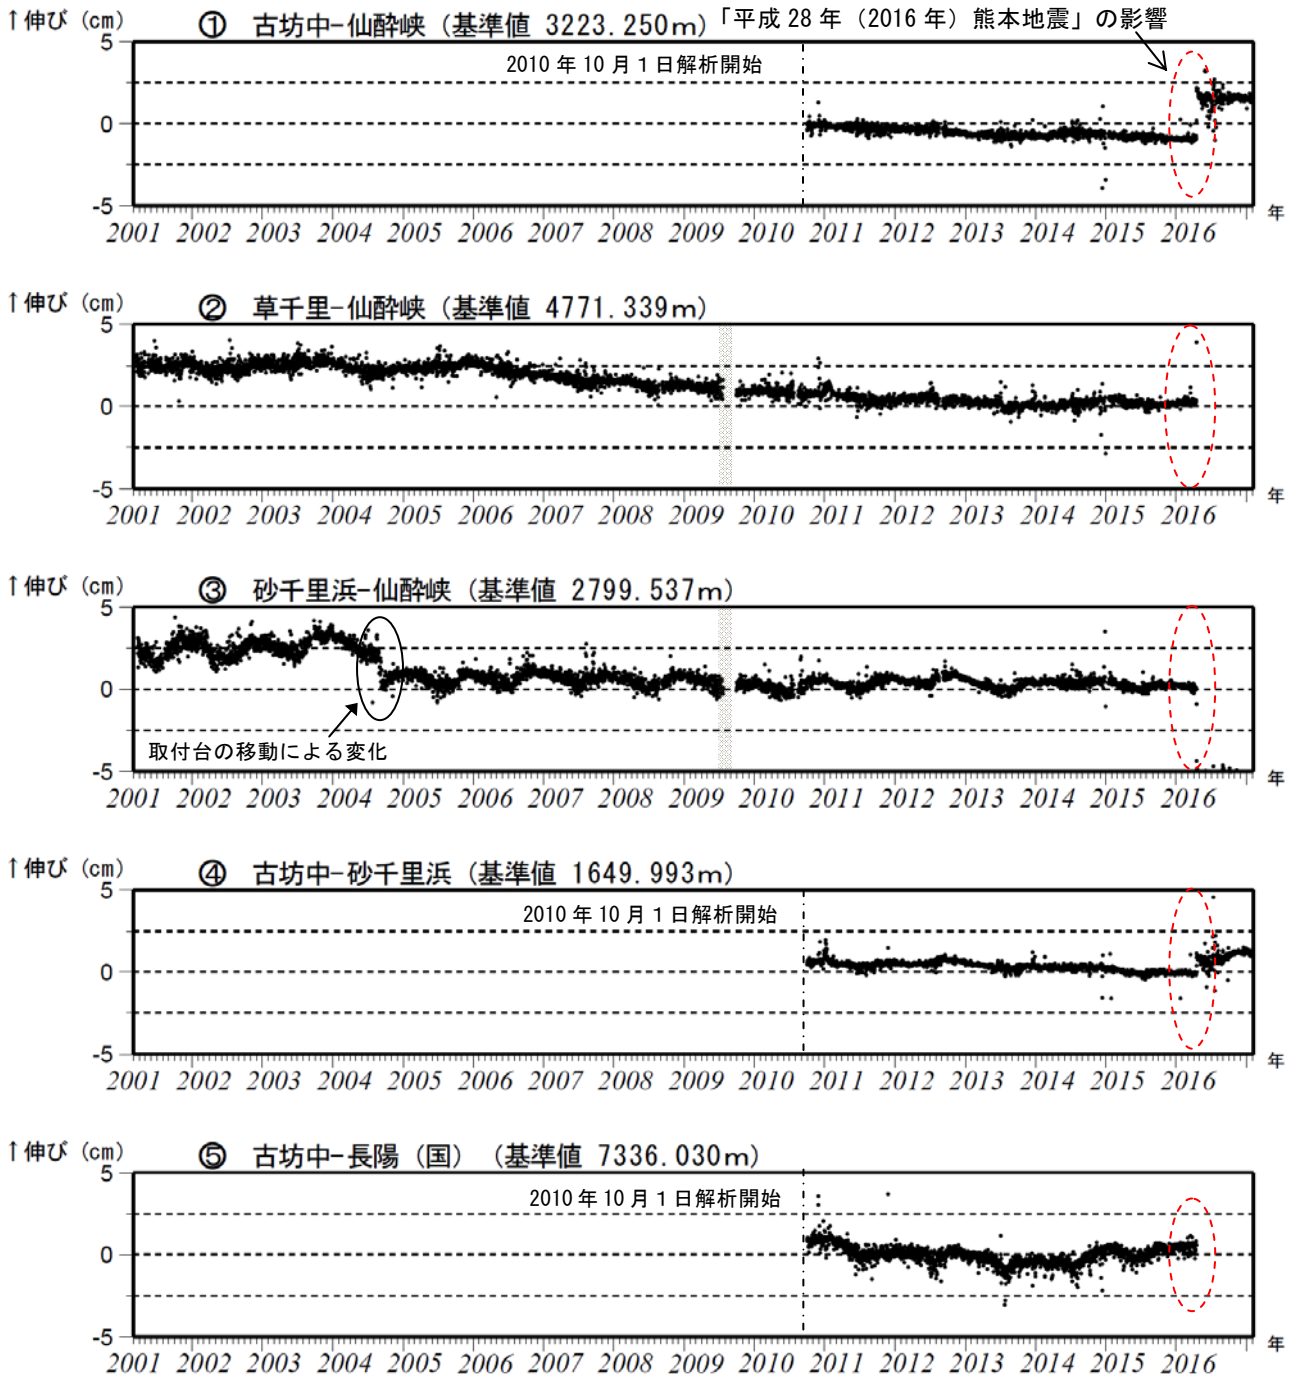 ↑伸び (cm) ① 古坊中-仙酔峡 (基準値 3223.250m) 「平成 28 年（2016 年）熊本地震」の影響
5
2010 年 10 月 1 日解析開始
0
-5
2001 2002 2003 2004 2005 2006 2007 2008 2009 2010 2011 2012 2013 2014 2015 2016 年
↑伸び (cm) ② 草千里-仙酔峡 (基準値 4771.339m)
5
0
-5
2001 2002 2003 2004 2005 2006 2007 2008 2009 2010 2011 2012 2013 2014 2015 2016 年
↑伸び (cm) ③ 砂千里浜-仙酔峡 (基準値 2799.537m)
5
0
取付台の移動による変化
-5
2001 2002 2003 2004 2005 2006 2007 2008 2009 2010 2011 2012 2013 2014 2015 2016 年
↑伸び (cm) ④ 古坊中-砂千里浜 (基準値 1649.993m)
5
2010 年 10 月 1 日解析開始
0
-5
2001 2002 2003 2004 2005 2006 2007 2008 2009 2010 2011 2012 2013 2014 2015 2016 年
↑伸び (cm) ⑤ 古坊中-長陽（国） (基準値 7336.030m)
5
2010 年 10 月 1 日解析開始
0
-5
2001 2002 2003 2004 2005 2006 2007 2008 2009 2010 2011 2012 2013 2014 2015 2016 年